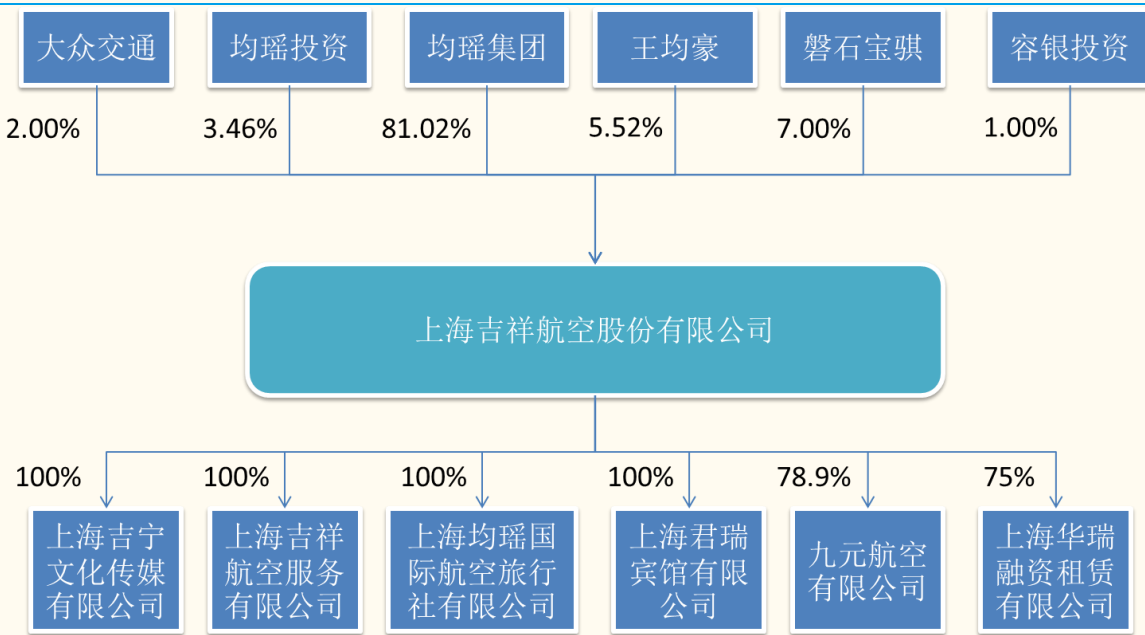 大众交通
均瑶投资
均瑶集团
王均豪
磐石宝骐
容银投资
2.00%
3.46%
81.02%
5.52%
7.00%
1.00%
上海吉祥航空股份有限公司
100%
100%
100%
100%
78.9%
75%
上海吉宁
文化传媒
有限公司
上海吉祥
航空服务
有限公司
上海均瑶国
际航空旅行
社有限公司
上海君瑞
宾馆有限
公司
九元航空
有限公司
上海华瑞
融资租赁
有限公司